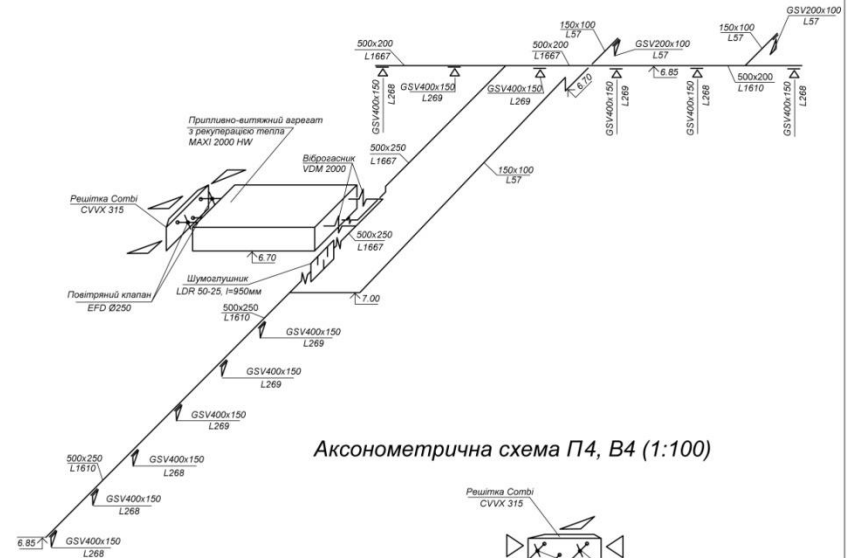 GSV200x100
L57
150x100
L57
150x100
L57
500x200
L1667
500x200
L1667
GSV200x100
L57
6.70
6.85
500x200
L1610
GSV400x150
L268
GSV400x150
L269
GSV400x150
L269
GSV400x150
L269
GSV400x150
L268
GSV400x150
L268
Припливно-витяжний агрегат
з рекуперацією тепла
MAXI 2000 HW
500x250
L1667
Віброгасник
VDM 2000
150x100
L57
Решітка Combi
CVVX 315
500x250
L1667
6.70
Шумоглушник
LDR 50-25, l=950мм
Повітряний клапан
EFD Ø250
7.00
500x250
L1610
GSV400x150
L269
GSV400x150
L269
GSV400x150
L269
Аксонометрична схема П4, В4 (1:100)
500x250
L1610
GSV400x150
L268
GSV400x150
L268
Решітка Combi
CVVX 315
6.85
GSV400x150
L268